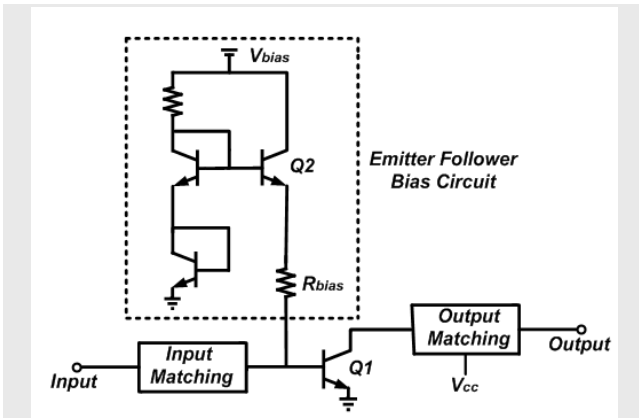 Vbias
Q2
Emitter Follower
Bias Circuit
Rbias
Input
Input
Matching
Q1
Output
Matching
Output
Vcc